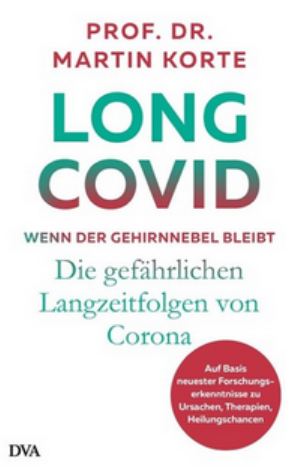 PROF. DR.
MARTIN KORTE
LONG
COVID
WENN DER GEHIRNNEBEL BLEIBT
Die gefährlichen
Langzeitfolgen von
Corona
Auf Basis
neuester Forschungs-
erkenntnisse zu
Ursachen, Therapien,
Heilungschancen
DVA